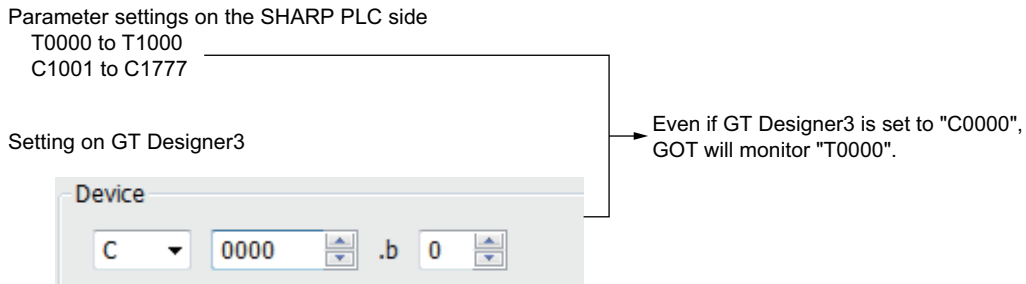 Parameter settings on the SHARP PLC side
T0000 to T1000
C1001 to C1777
Even if GT Designer3 is set to "C0000",
GOT will monitor "T0000".
Setting on GT Designer3
Device
C 0000 .b 0